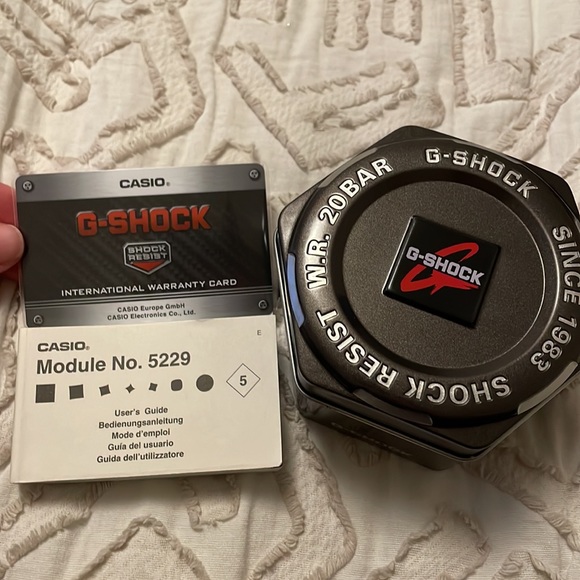 CASIO®
G-SHOCK
SHOCK
RESIST
INTERNATIONAL WARRANTY CARD
CASIO Europe GmbH
CASIO Electronics Co., Ltd.
E
CASIO®
Module No. 5229
5
User's Guide
Bedienungsanleitung
Mode d'emploi
Guía del usuario
Guida dell'utilizzatore
W.R. 20BAR
G-SHOCK
SINCE 1983
SHOCK RESIST
G-SHOCK